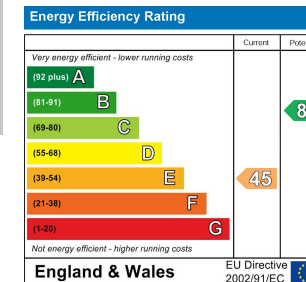 Energy Efficiency Rating
Current
Very energy efficient - lower running costs
(92 plus) A
(81-91) B
(69-80) C
(55-68) D
(39-54) E 45
(21-38) F
(1-20) G
Not energy efficient - higher running costs
England & Wales
EU Directive
2002/91/EC